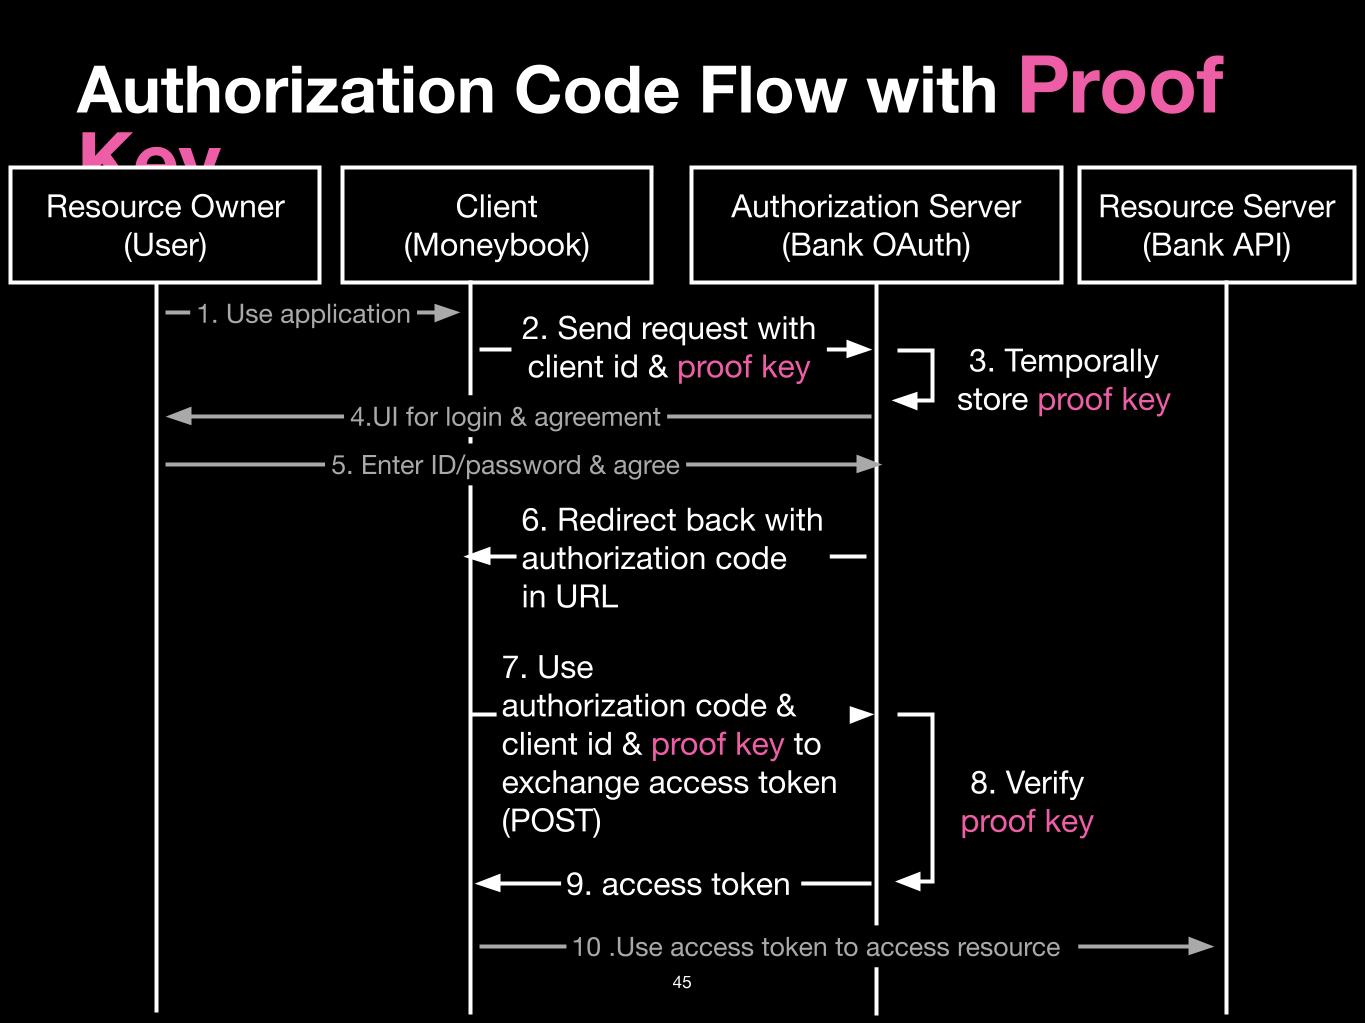 Authorization Code Flow with Proof
Key
Resource Owner
(User)
Client
(Moneybook)
Authorization Server
(Bank OAuth)
Resource Server
(Bank API)
1. Use application
2. Send request with
client id & proof key
3. Temporally
store proof key
4.UI for login & agreement
5. Enter ID/password & agree
6. Redirect back with
authorization code
in URL
7. Use
authorization code &
client id & proof key to
exchange access token
(POST)
8. Verify
proof key
9. access token
10 .Use access token to access resource
45